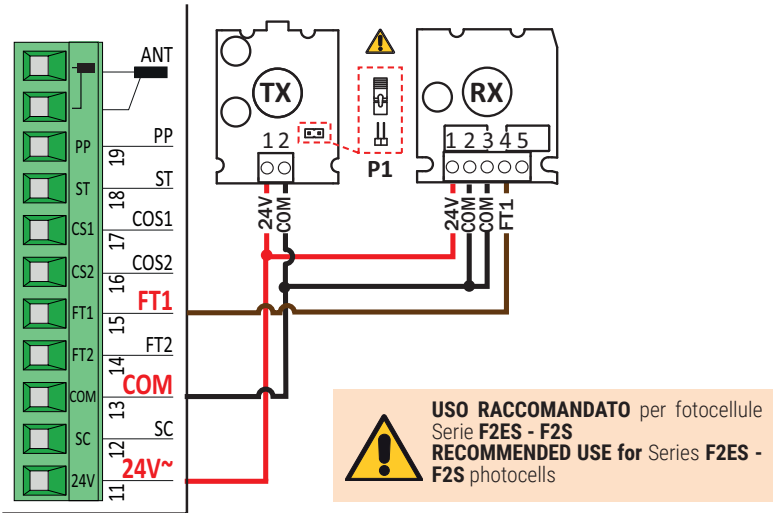 ANT
PP
19
PP
ST
18
ST
CS1
17
COS1
CS2
16
COS2
FT1
15
FT1
FT2
14
FT2
COM
13
COM
SC
12
SC
24V
11
24V~
TX
1 2
24V
COM
P1
RX
1 2 3 4 5
24V
COM
COM
FT1
USO RACCOMANDATO per fotocellule
Serie F2ES - F2S
RECOMMENDED USE for Series F2ES -
F2S photocells